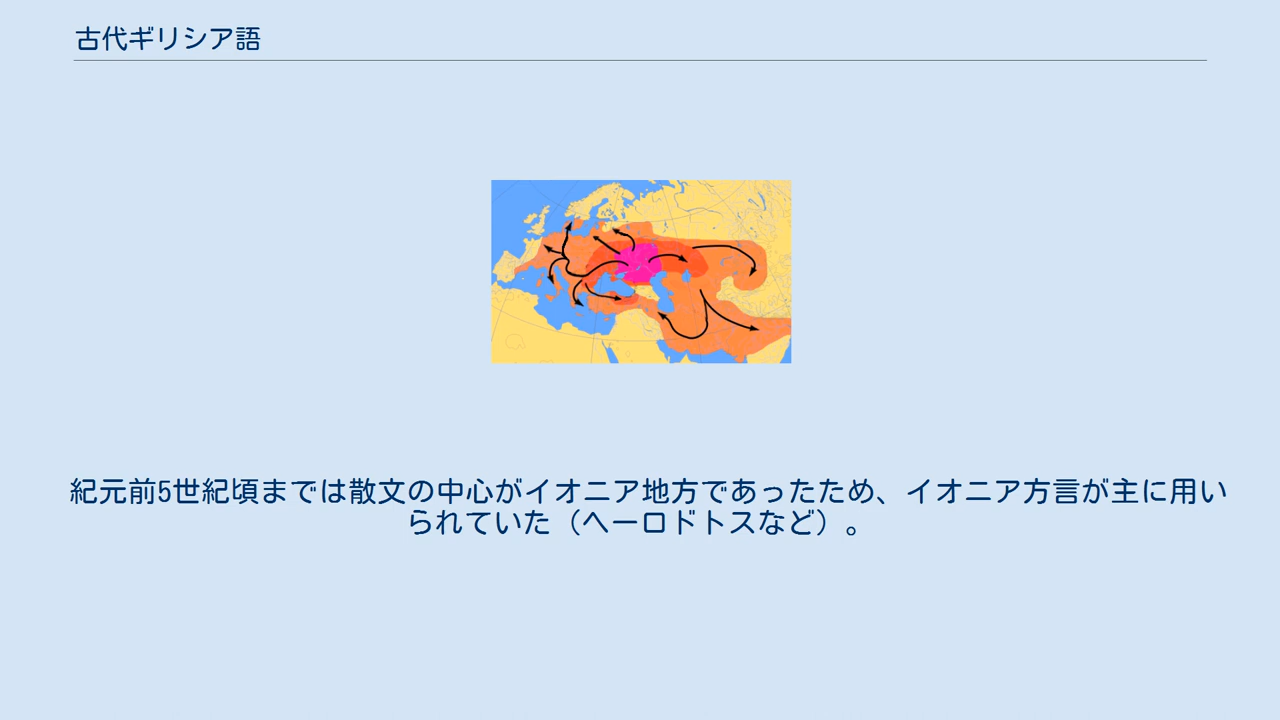 古代ギリシア語
紀元前5世紀頃までは散文の中心がイオニア地方であったため、イオニア方言が主に用い
られていた（ヘーロドトスなど）。